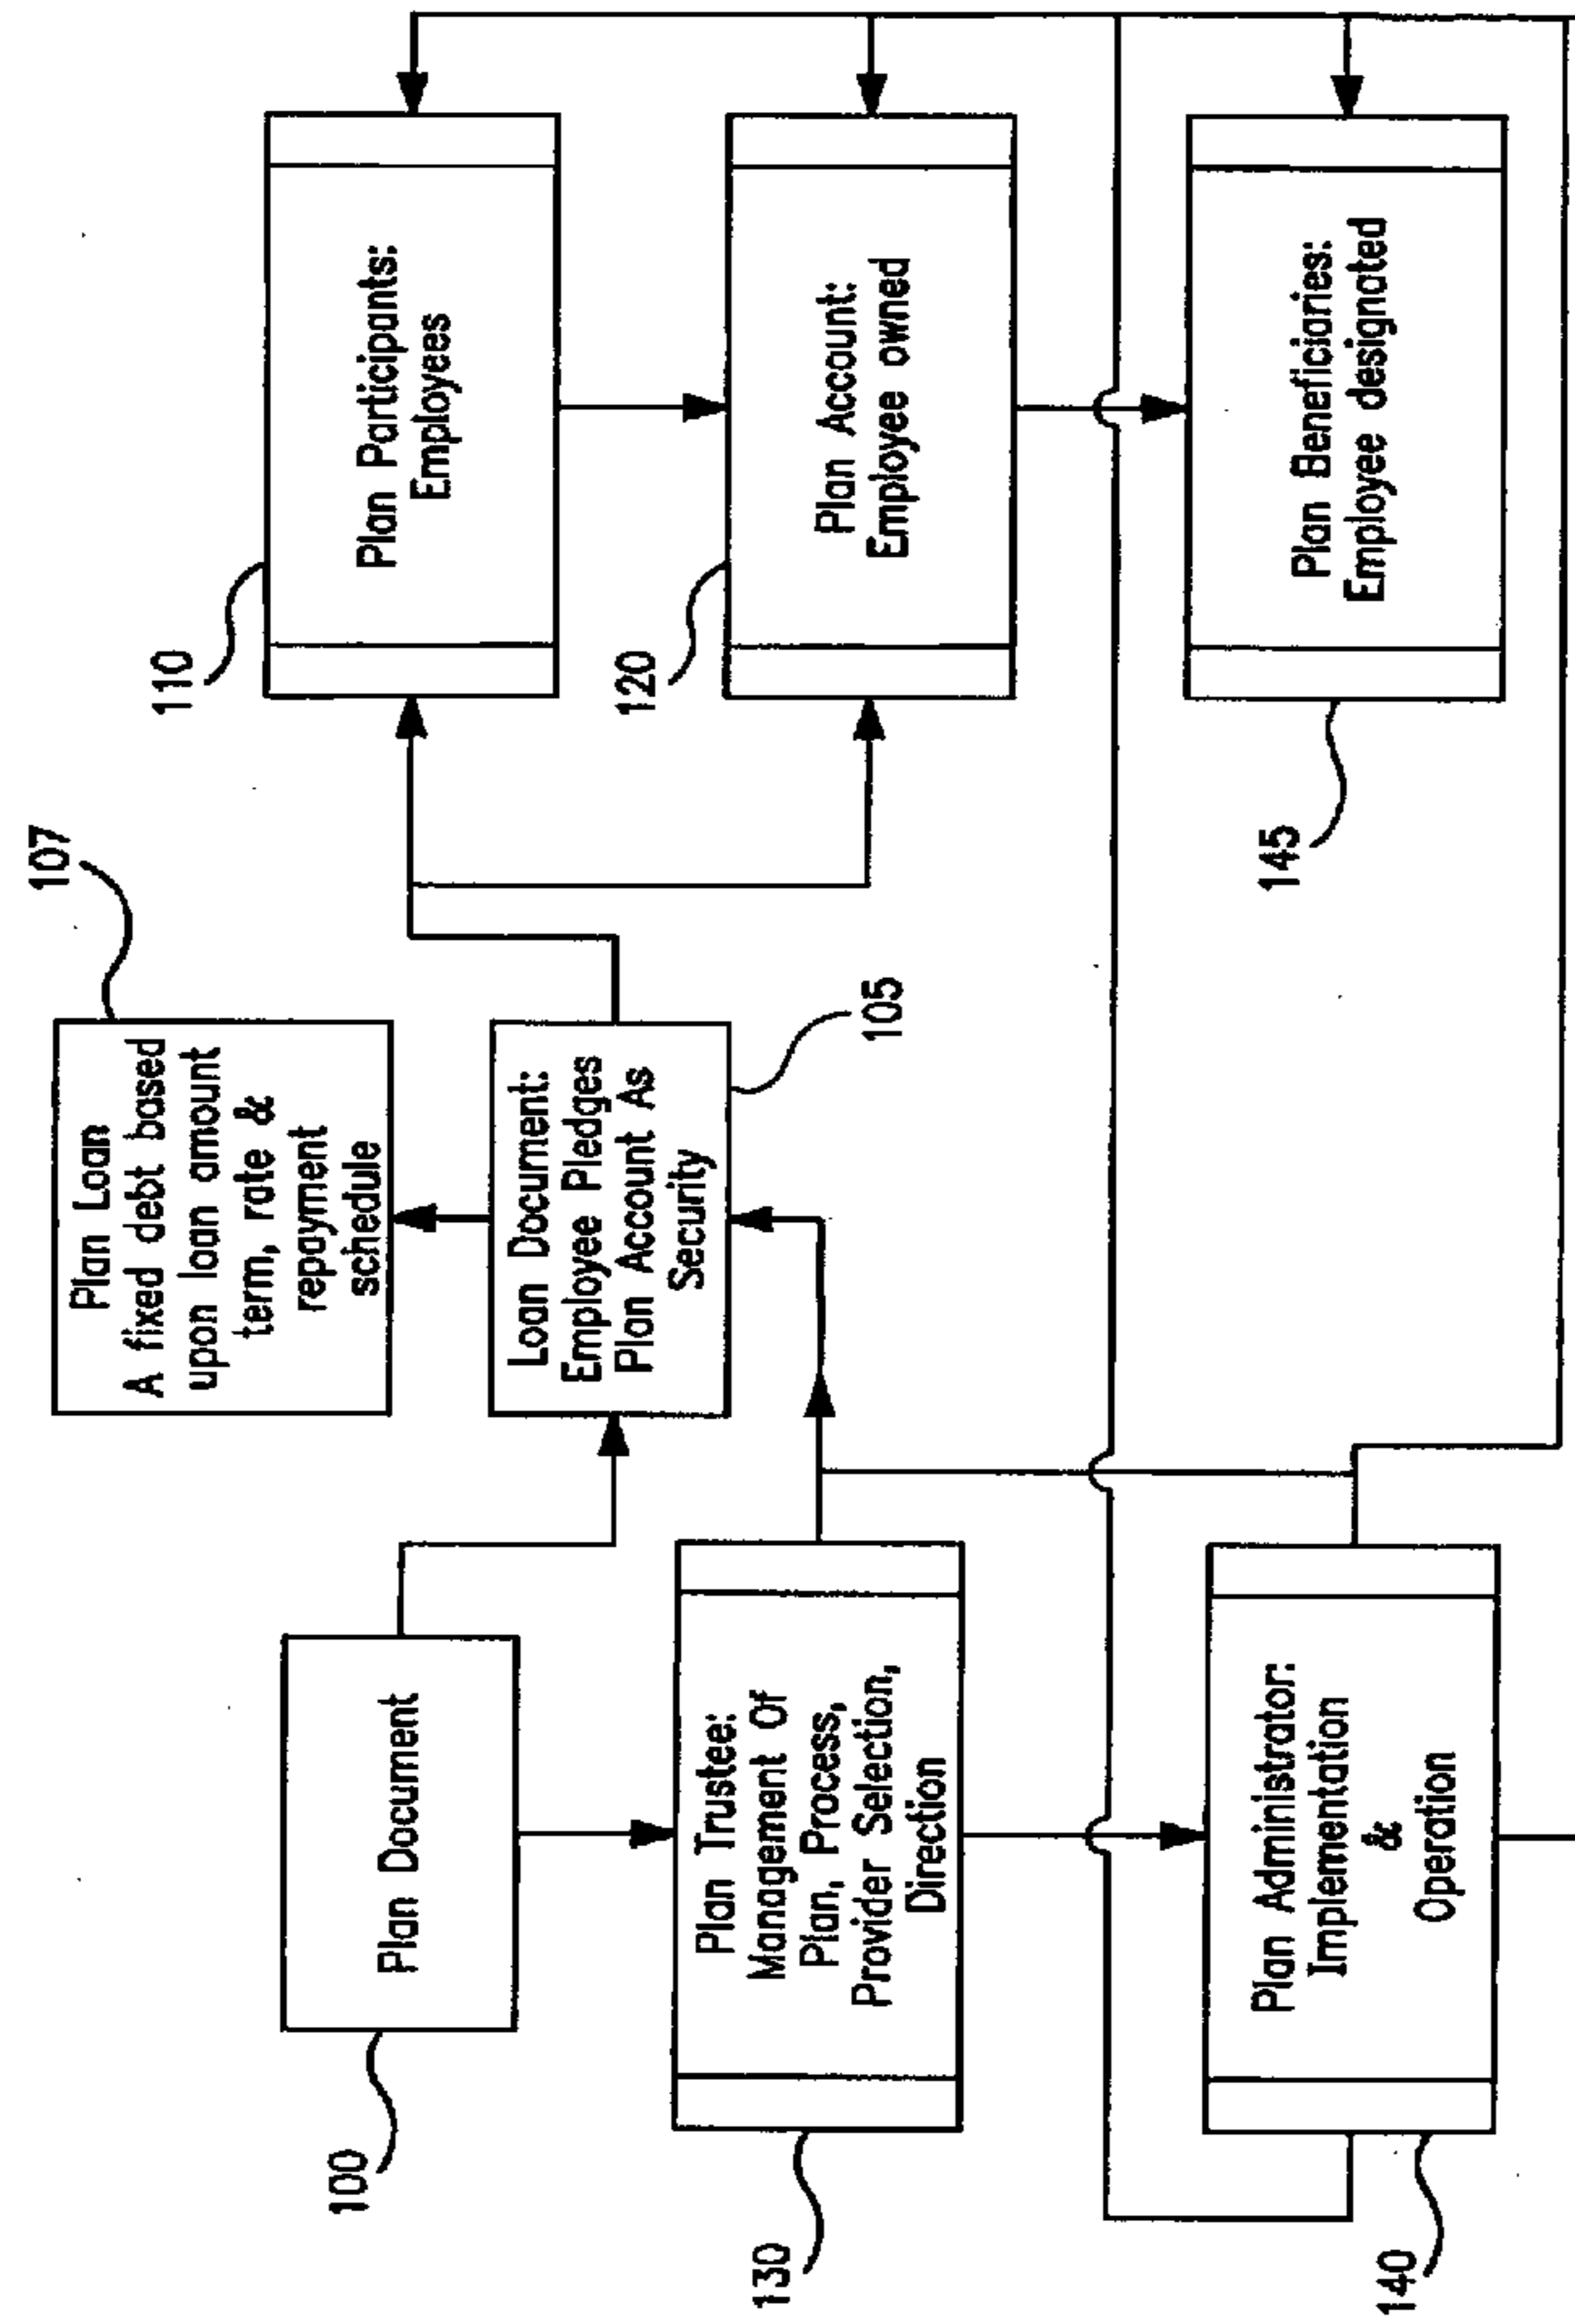 107
Plan Loan
A fixed debt based
upon loan amount
term, rate &
repayment
schedule
110
Plan Participants:
Employees
100
Plan Document
Loan Document:
Employee Pledges
Plan Account As
Security
105
120
Plan Account:
Employee owned
130
Plan Trustee:
Management Of
Plan, Process,
Provider Selection,
Direction
145
Plan Beneficiaries:
Employee designated
140
Plan Administrator:
Implementation
&
Operation